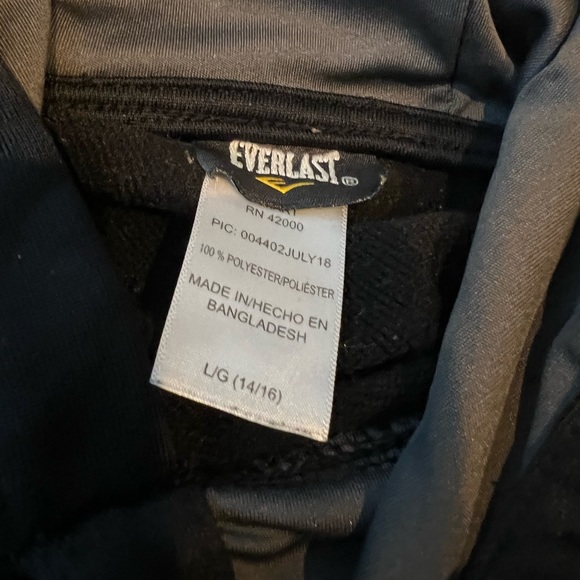 EVERLAST®
RN 42000
PIC: 004402JULY18
100 % POLYESTER/POLIÉSTER
MADE IN/HECHO EN
BANGLADESH
L/G (14/16)